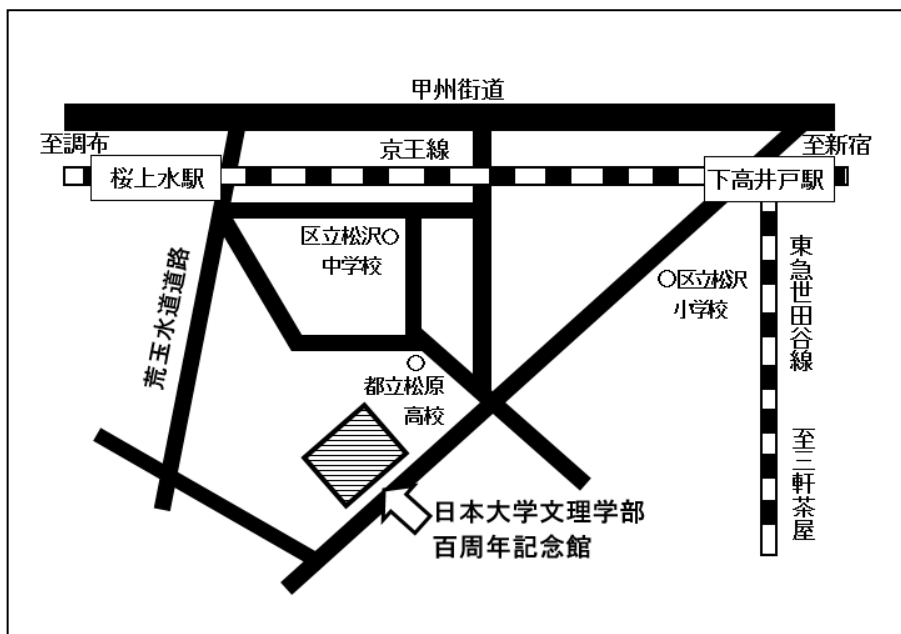 甲州街道
至調布
京王線
至新宿
桜上水駅
下高井戸駅
区立松沢
中学校
東急世田谷線
区立松沢
小学校
荒玉水道道路
都立松原
高校
至三軒茶屋
日本大学文理学部
百周年記念館